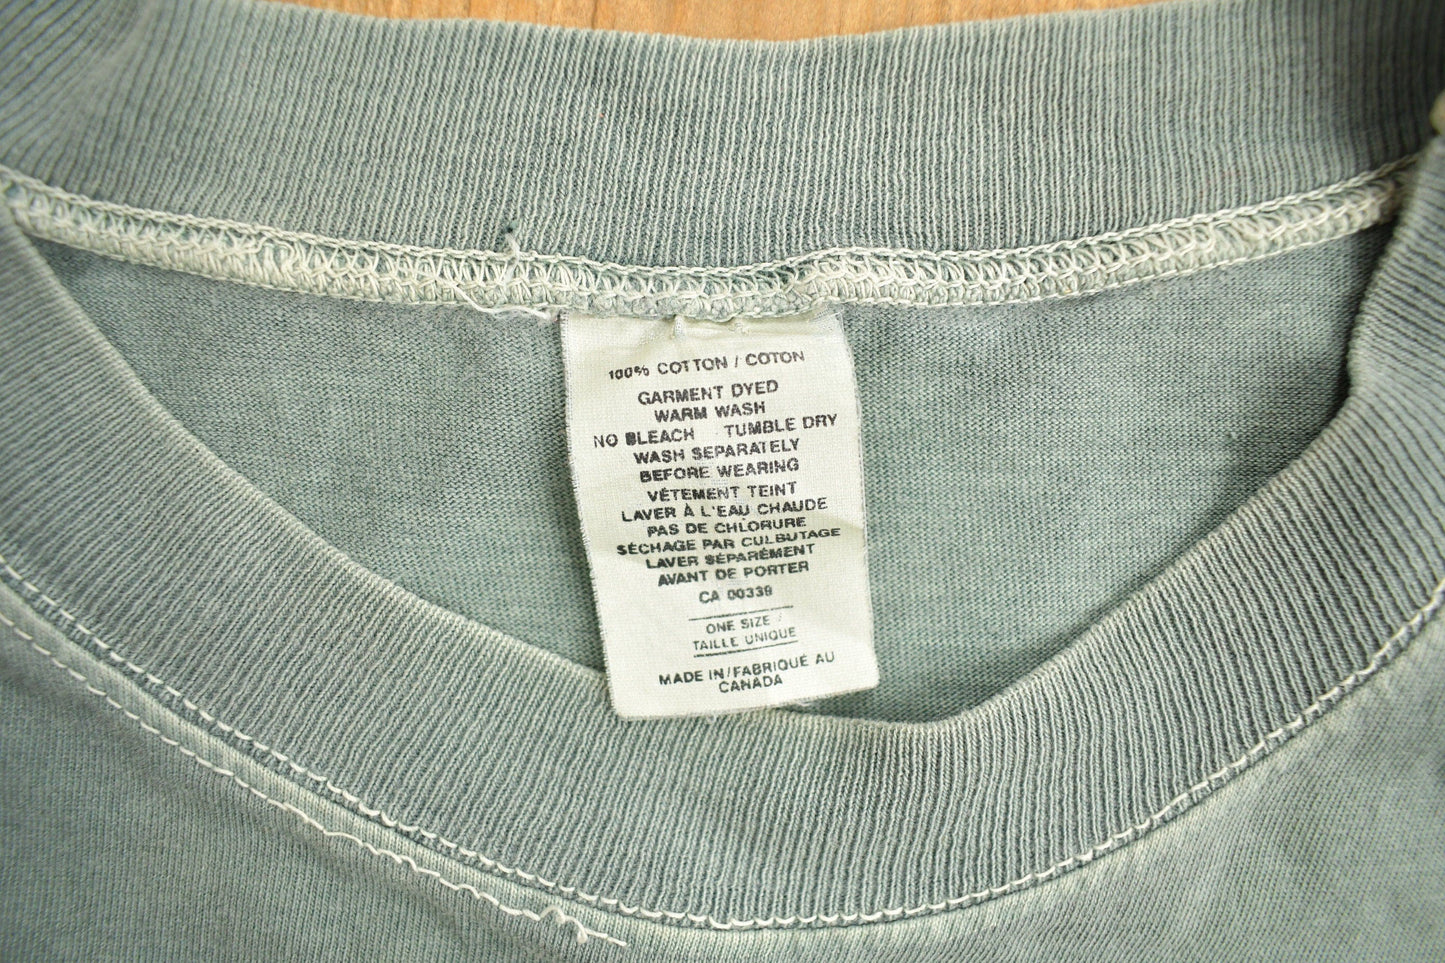 100% COTTON / COTON
GARMENT DYED
WARM WASH
NO BLEACH TUMBLE DRY
WASH SEPARATELY
BEFORE WEARING
VÊTEMENT TEINT
LAVER À L'EAU CHAUDE
PAS DE CHLORURE
SÉCHAGE PAR CULBUTAGE
LAVER SÉPARÉMENT
AVANT DE PORTER
CA 00339
ONE SIZE /
TAILLE UNIQUE
MADE IN/FABRIQUÉ AU
CANADA